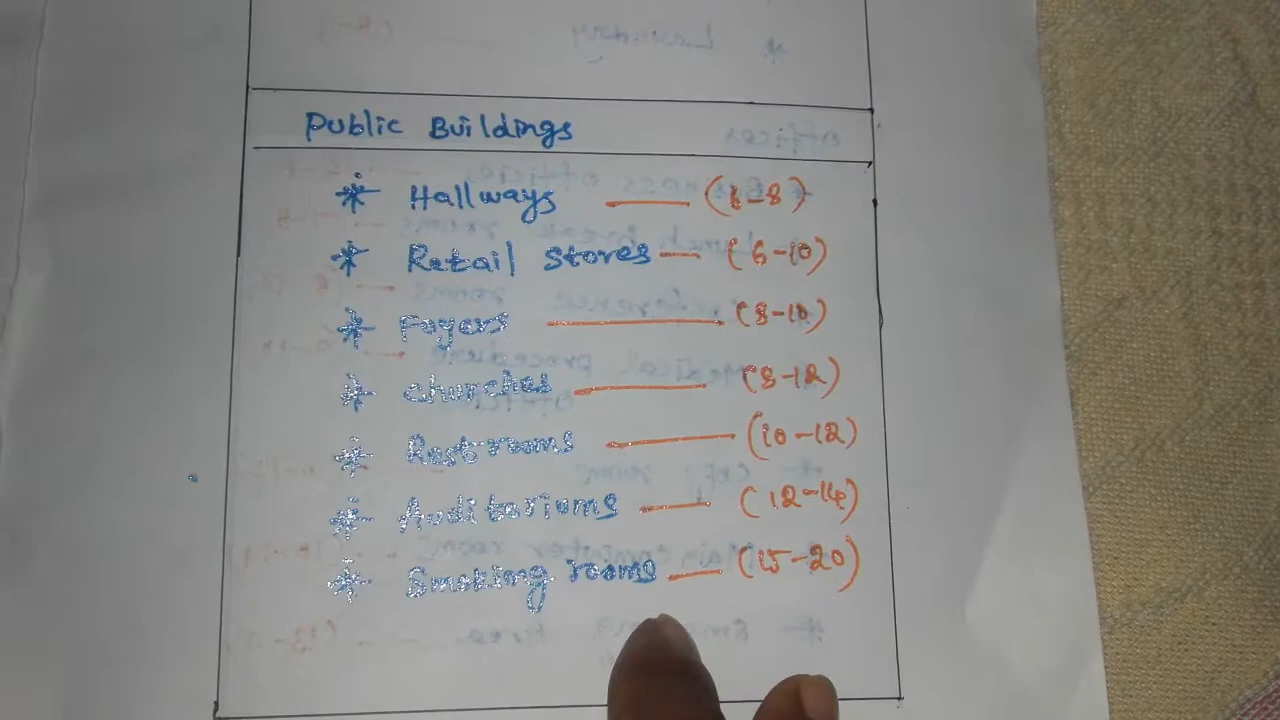 Public Buildings
* Hallways — (6-8)
* Retail stores — (6-10)
* Foyers — (8-10)
* churches — (8-12)
* Restrooms — (10-12)
* Auditariums — (12-14)
* Smoking rooms — (15-20)